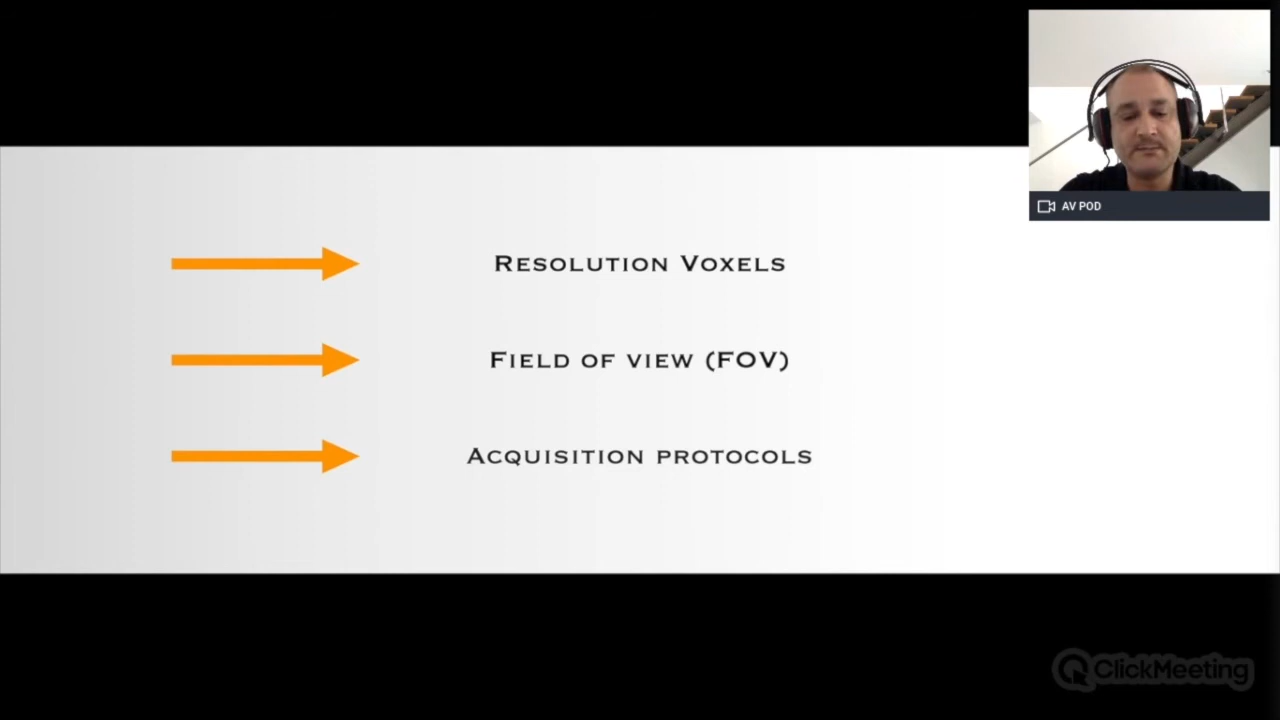 AV POD
Resolution Voxels
Field of view (FOV)
Acquisition protocols
ClickMeeting